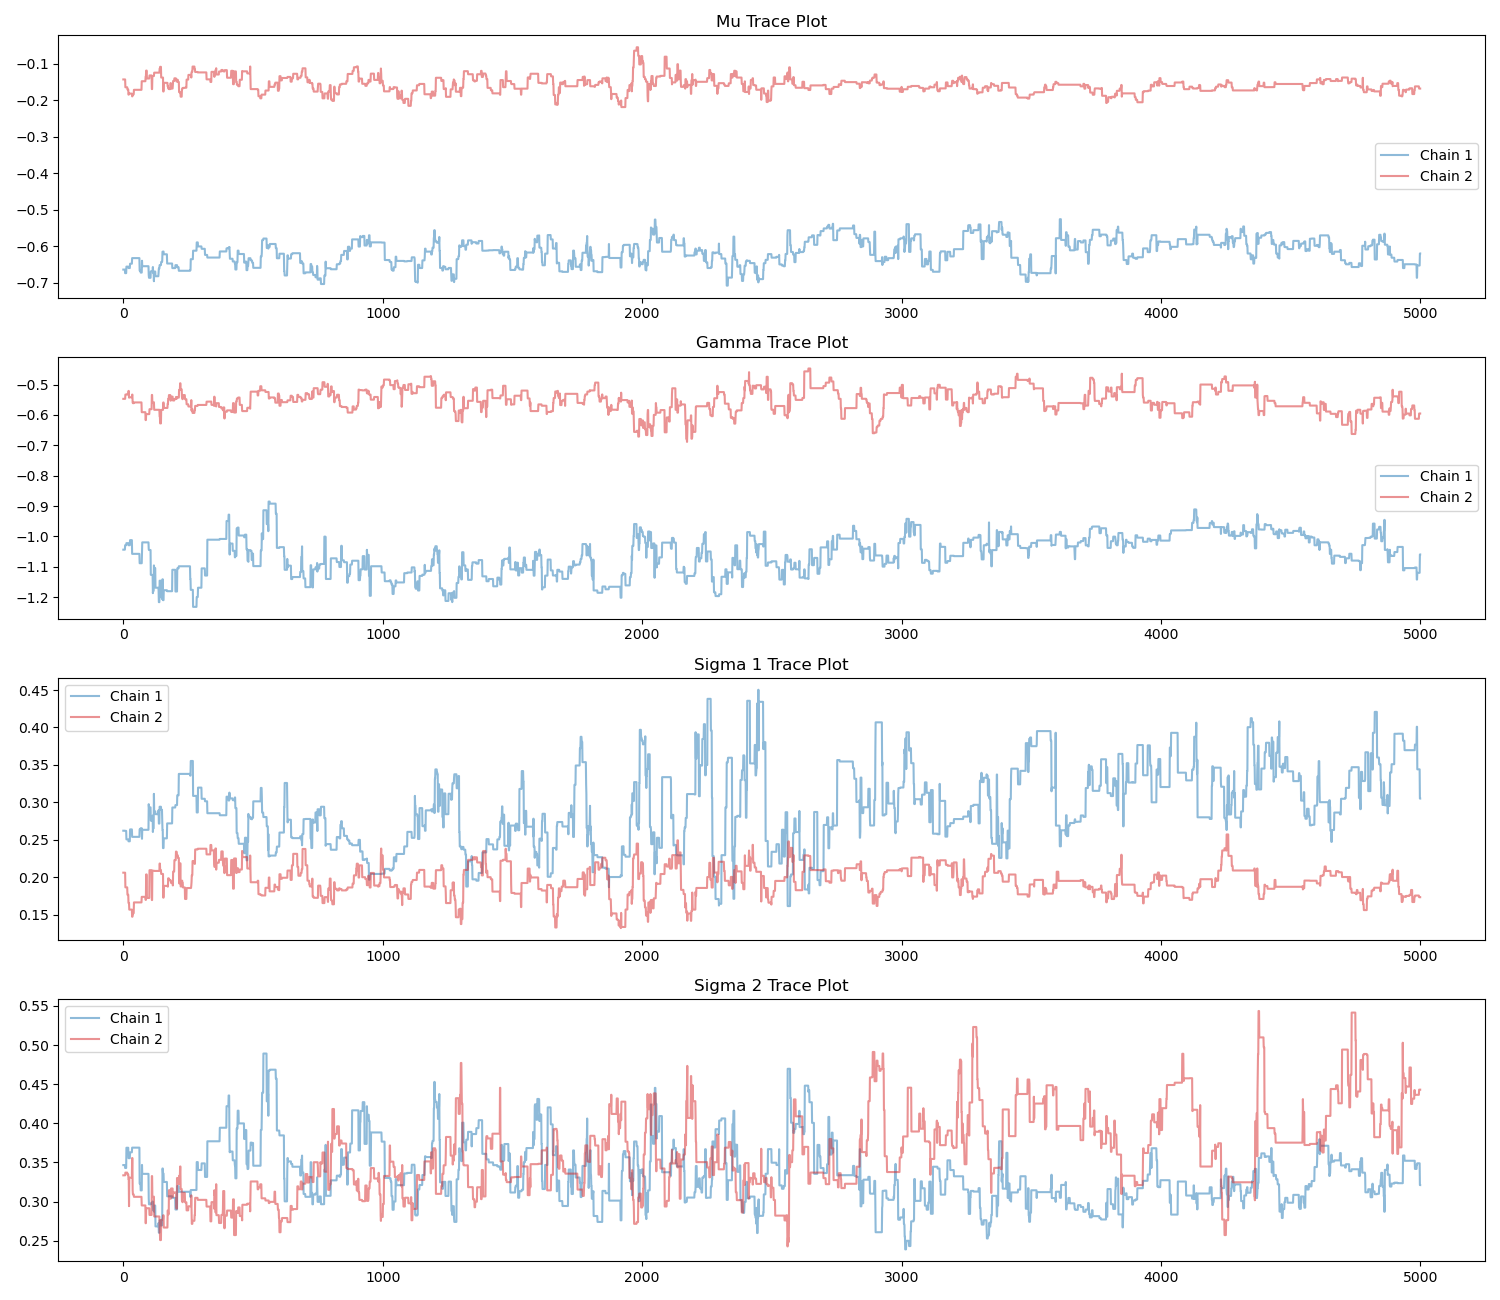 Mu Trace Plot
−0.1
−0.2
−0.3
−0.4
−0.5
−0.6
−0.7
Chain 1
Chain 2
0 1000 2000 3000 4000 5000
Gamma Trace Plot
−0.5
−0.6
−0.7
−0.8
−0.9
−1.0
−1.1
−1.2
Chain 1
Chain 2
0 1000 2000 3000 4000 5000
Sigma 1 Trace Plot
0.45
0.40
0.35
0.30
0.25
0.20
0.15
Chain 1
Chain 2
0 1000 2000 3000 4000 5000
Sigma 2 Trace Plot
0.55
0.50
0.45
0.40
0.35
0.30
0.25
Chain 1
Chain 2
0 1000 2000 3000 4000 5000